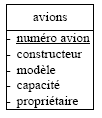 avions
- numéro avion
- constructeur
- modèle
- capacité
- propriétaire